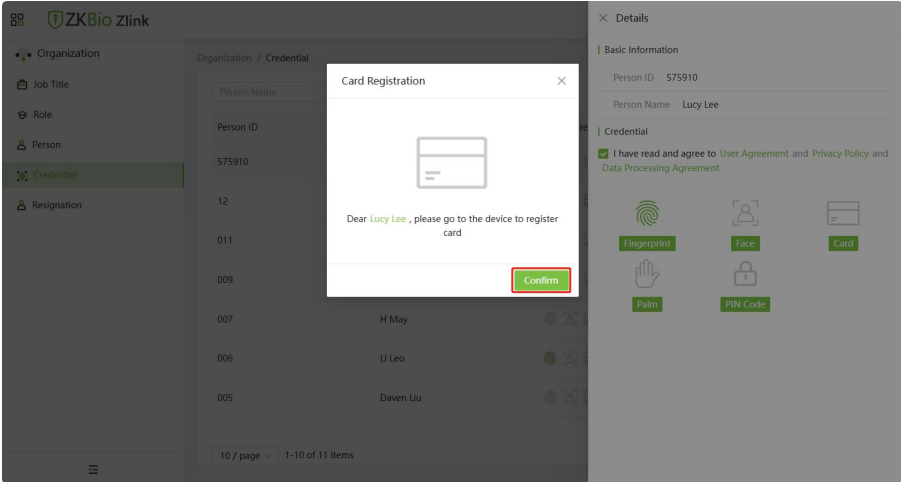 ZKBio Zlink
Organization
Job Title
Role
Person
Credential
Resignation
Organization / Credential
Person Name
Person ID
575910
12
011
009
007 H May
006 LI Leo
005 Daven Liu
10 / page 1-10 of 11 items
Card Registration
Dear Lucy Lee , please go to the device to register
card
Confirm
Details
Basic Information
Person ID 575910
Person Name Lucy Lee
Credential
I have read and agree to User Agreement and Privacy Policy and
Data Processing Agreement
Fingerprint Face Card
Palm PIN Code